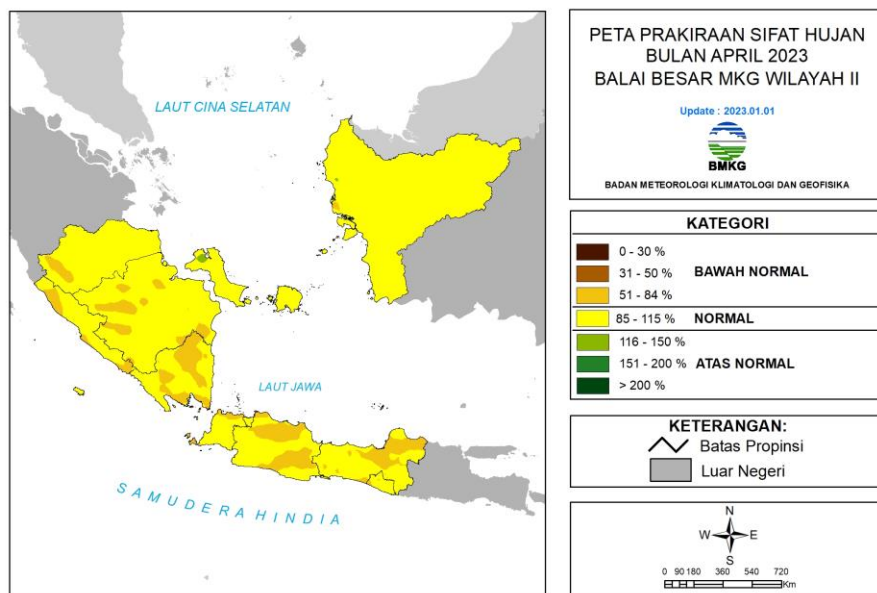 LAUT CINA SELATAN
LAUT JAWA
SAMUDERA HINDIA
PETA PRAKIRAAN SIFAT HUJAN
BULAN APRIL 2023
BALAI BESAR MKG WILAYAH II
Update : 2023.01.01
BMKG
BADAN METEOROLOGI KLIMATOLOGI DAN GEOFISIKA
KATEGORI
0 - 30 %
31 - 50 %
51 - 84 %
BAWAH NORMAL
85 - 115 %
NORMAL
116 - 150 %
151 - 200 %
> 200 %
ATAS NORMAL
KETERANGAN:
Batas Propinsi
Luar Negeri
N
W E
S
0 90 180 360 540 720
Km